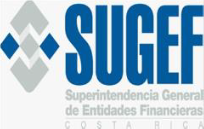 SUGEF
Superintendencia General
de Entidades Financieras
COSTA RICA